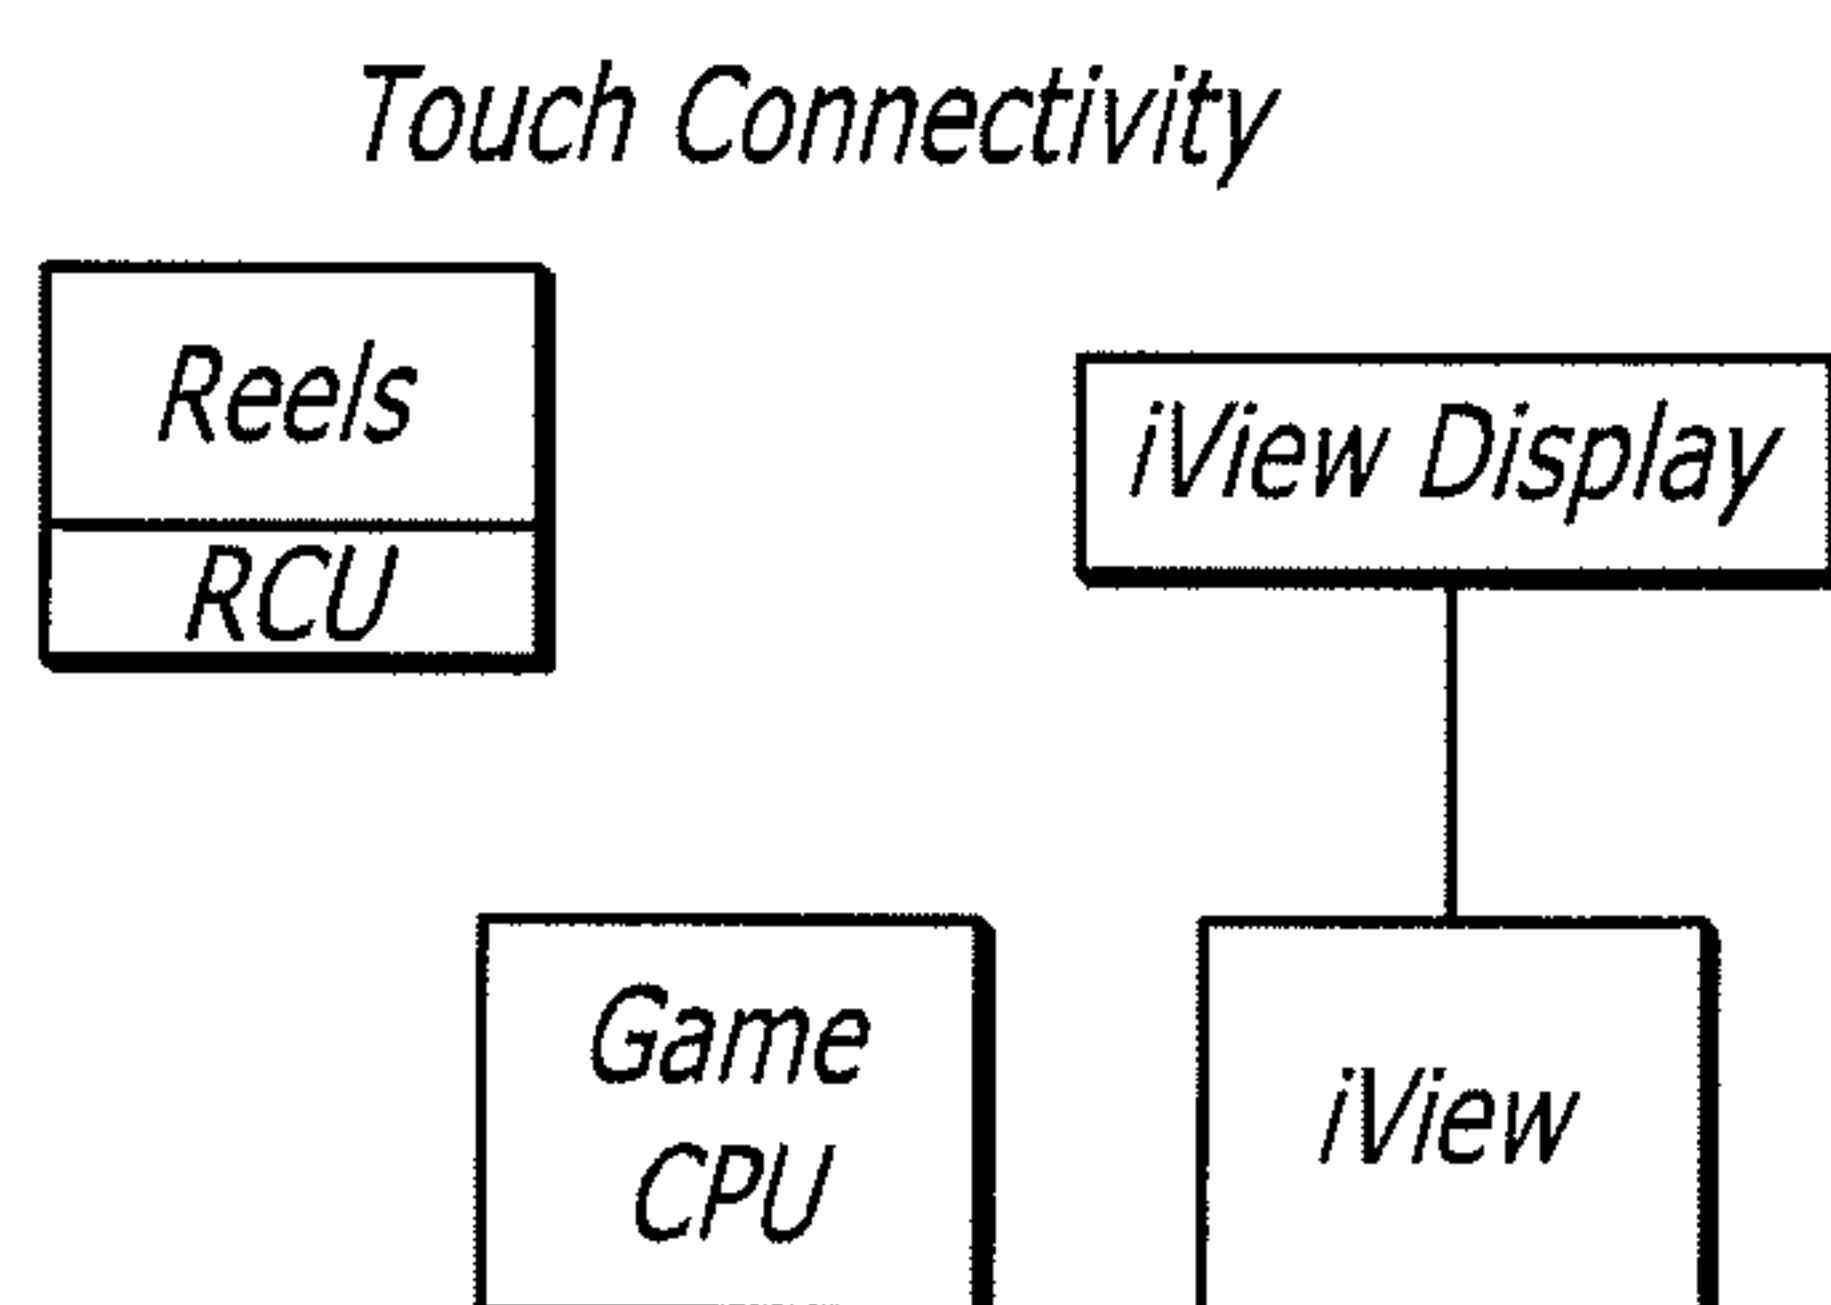 Touch Connectivity
Reels
RCU
iView Display
Game
CPU
iView